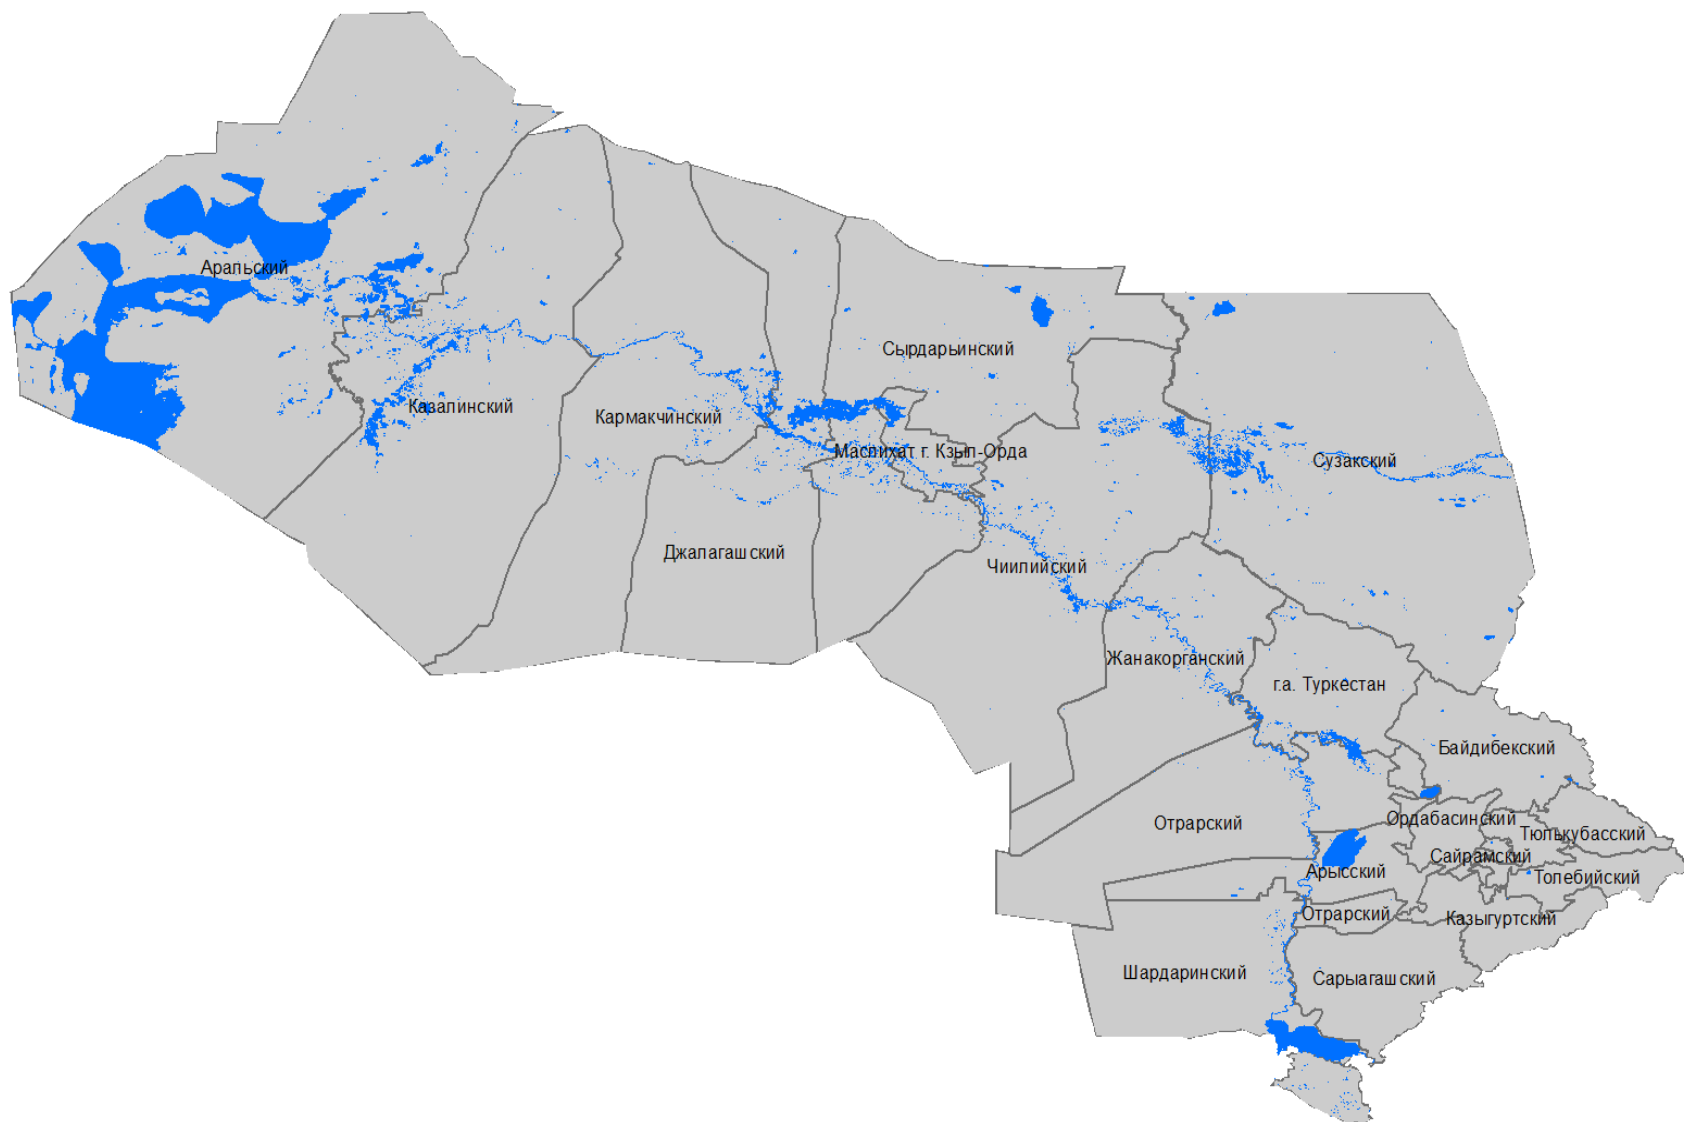 Аральский
Сырдарьинский
Казалинский
Кармакчинский
Маслихат г. Кзыл-Орда
Сузакский
Джалагашский
Чиилийский
Жанакорганский
г.а. Туркестан
Байдибекский
Отрарский
Ордабасинский
Тюлькубасский
Сайрамский
Арысский
Толебийский
Отрарский
Казыгуртский
Шардаринский
Сарыагашский